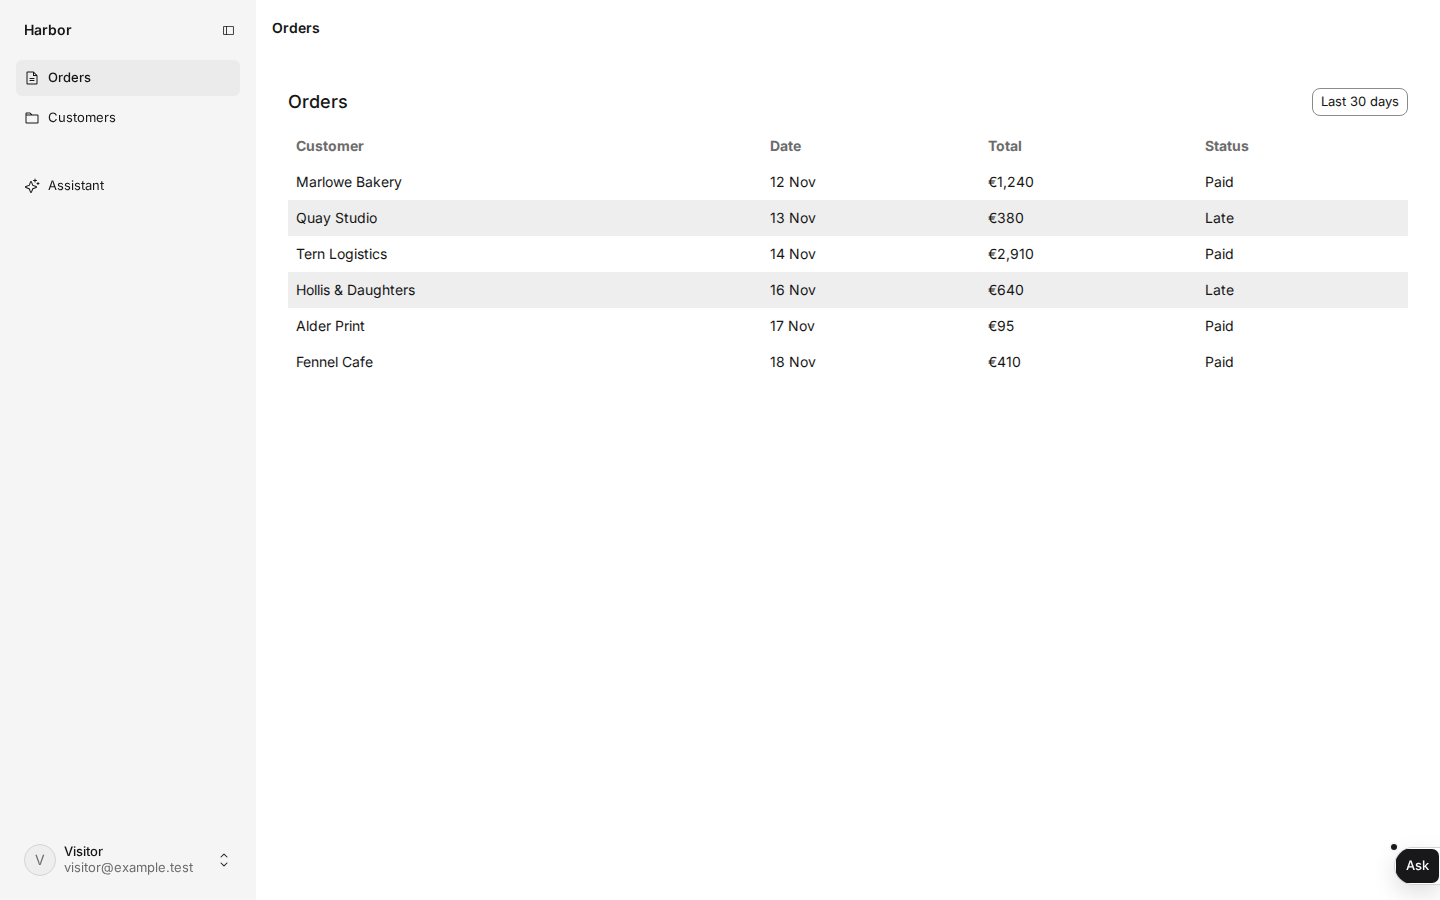 Harbor
Orders
Customers
Assistant
V
Visitor
visitor@example.test
Orders
Orders
Last 30 days
Customer Date Total Status
Marlowe Bakery 12 Nov €1,240 Paid
Quay Studio 13 Nov €380 Late
Tern Logistics 14 Nov €2,910 Paid
Hollis & Daughters 16 Nov €640 Late
Alder Print 17 Nov €95 Paid
Fennel Cafe 18 Nov €410 Paid
Ask